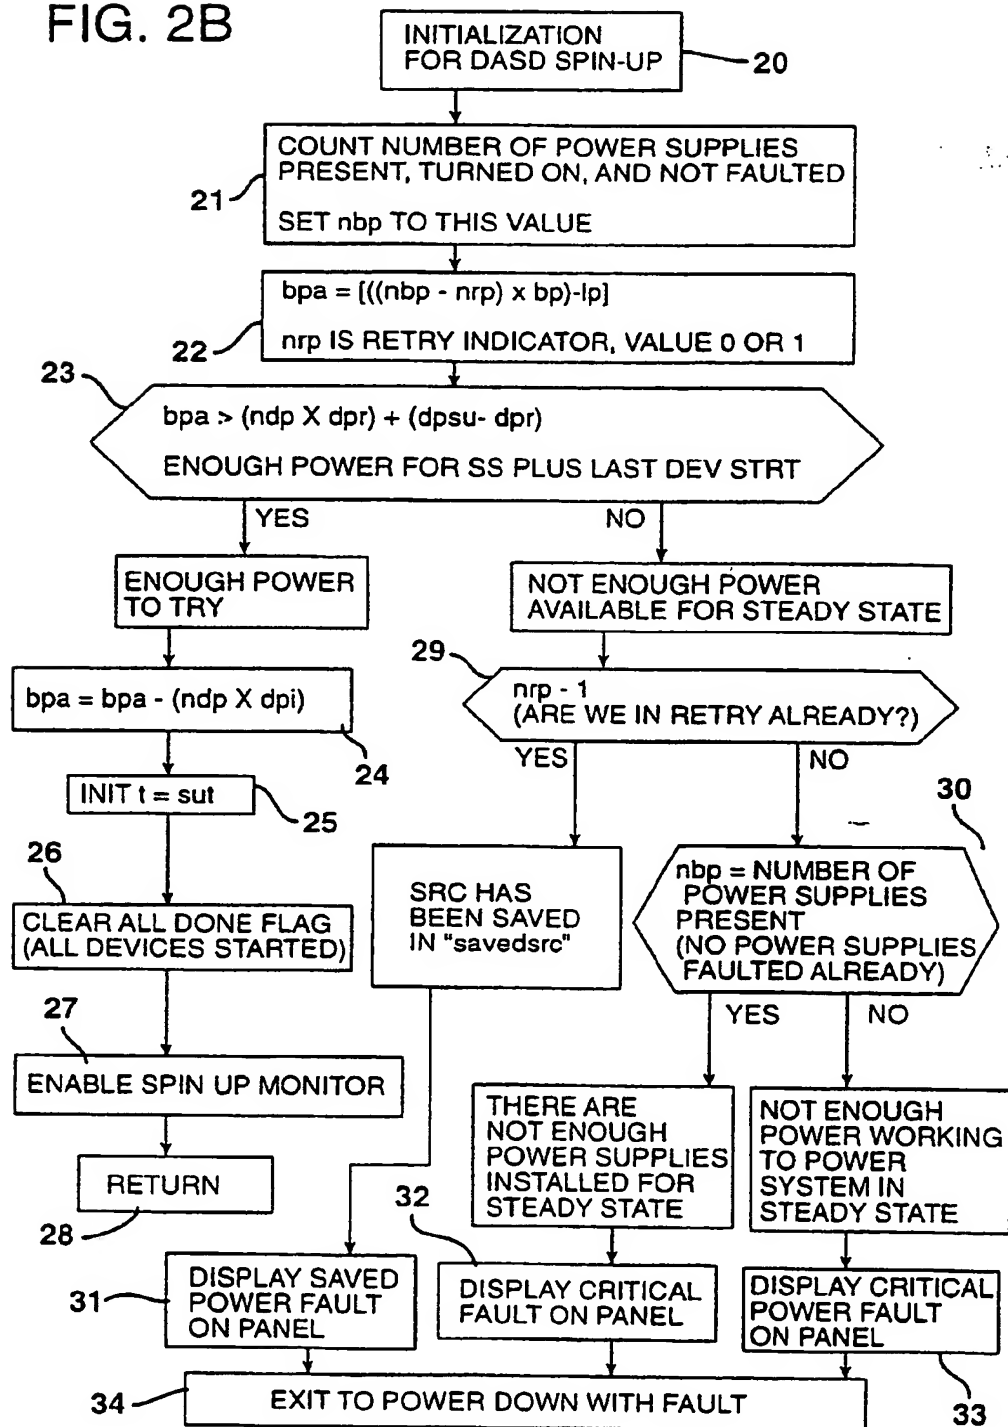 FIG. 2B
INITIALIZATION
FOR DASD SPIN-UP
20
COUNT NUMBER OF POWER SUPPLIES
PRESENT, TURNED ON, AND NOT FAULTED
SET nbp TO THIS VALUE
21
bpa = [((nbp - nrp) x bp)-lp]
nrp IS RETRY INDICATOR, VALUE 0 OR 1
22
23
bpa > (ndp X dpr) + (dpsu- dpr)
ENOUGH POWER FOR SS PLUS LAST DEV STRT
YES
NO
ENOUGH POWER
TO TRY
NOT ENOUGH POWER
AVAILABLE FOR STEADY STATE
29
bpa = bpa - (ndp X dpi)
24
nrp - 1
(ARE WE IN RETRY ALREADY?)
YES
NO
INIT t = sut
25
30
26
CLEAR ALL DONE FLAG
(ALL DEVICES STARTED)
SRC HAS
BEEN SAVED
IN "savedsrc"
nbp = NUMBER OF
POWER SUPPLIES
PRESENT
(NO POWER SUPPLIES
FAULTED ALREADY)
YES
NO
27
ENABLE SPIN UP MONITOR
THERE ARE
NOT ENOUGH
POWER SUPPLIES
INSTALLED FOR
STEADY STATE
NOT ENOUGH
POWER WORKING
TO POWER
SYSTEM IN
STEADY STATE
RETURN
28
32
31
DISPLAY SAVED
POWER FAULT
ON PANEL
DISPLAY CRITICAL
FAULT ON PANEL
DISPLAY CRITICAL
POWER FAULT
ON PANEL
33
34
EXIT TO POWER DOWN WITH FAULT